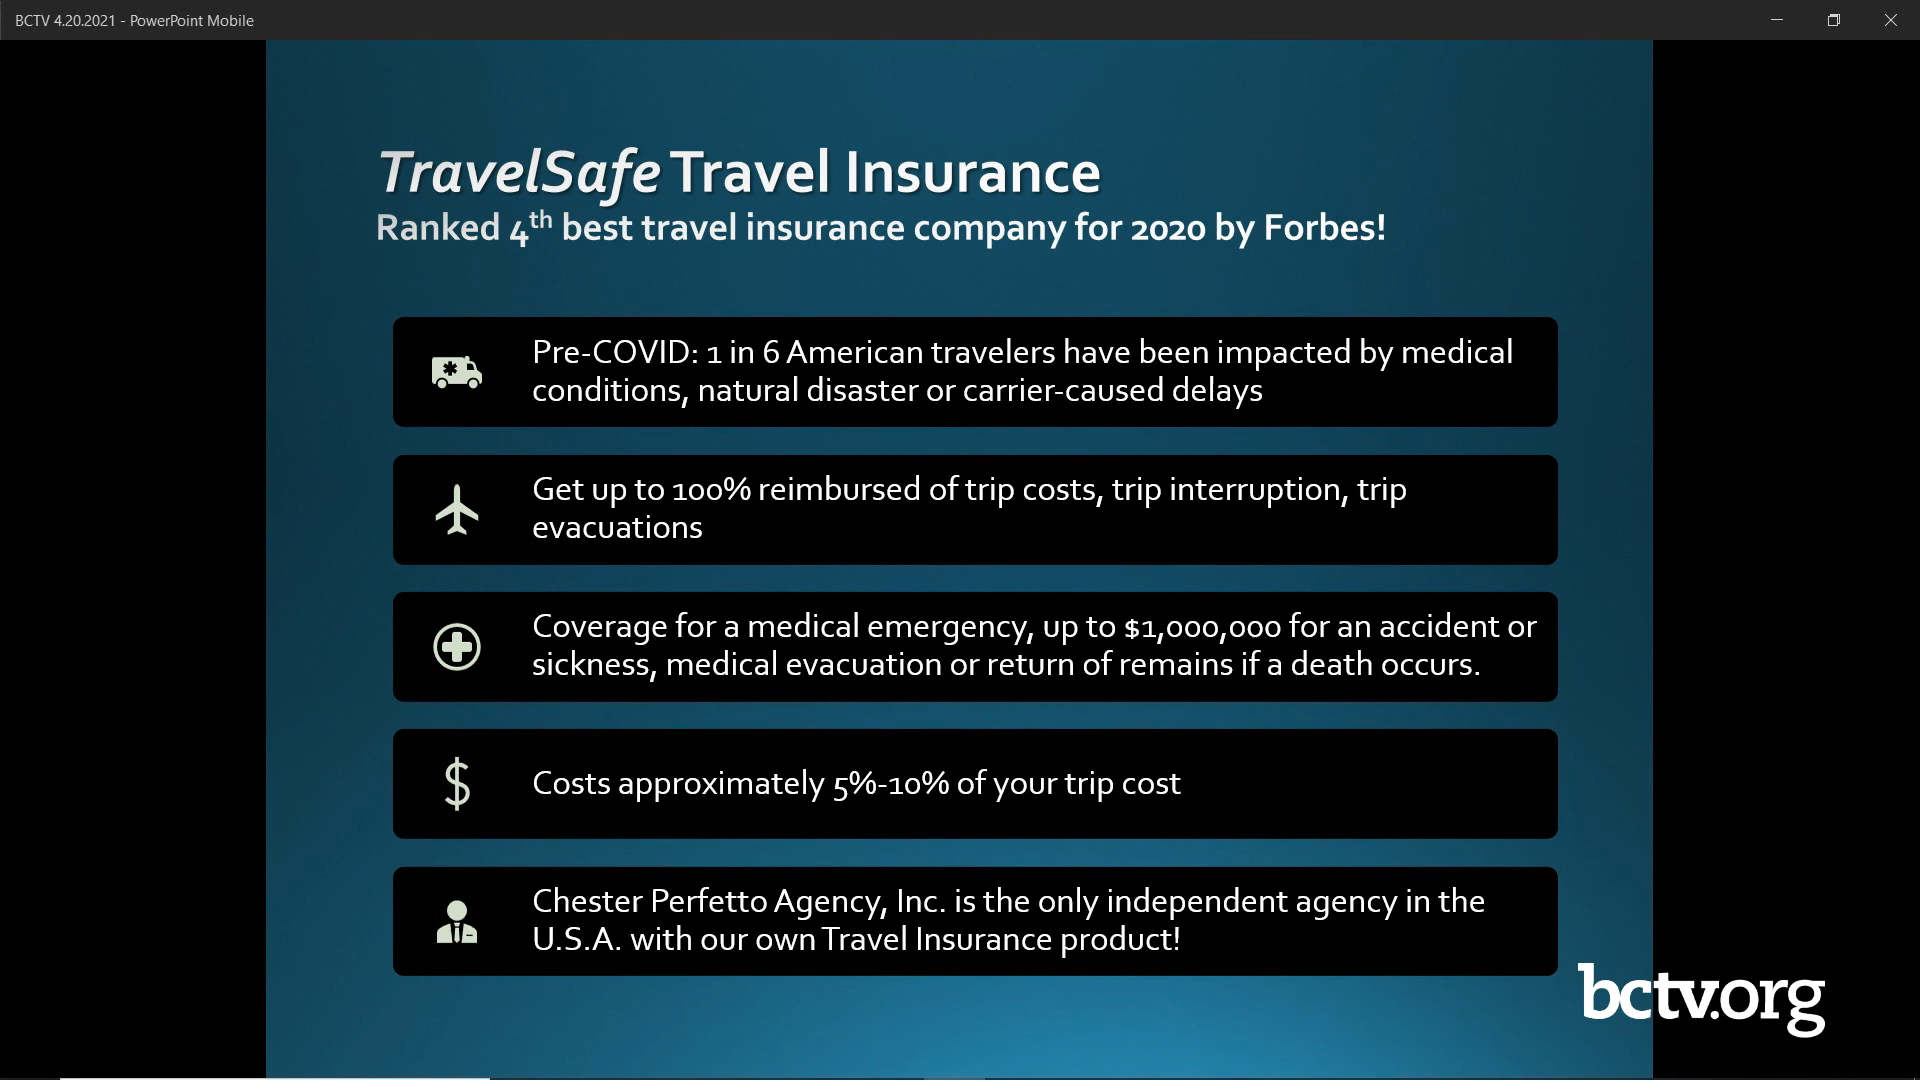 BCTV 4.20.2021 - PowerPoint Mobile
TravelSafe Travel Insurance
Ranked 4th best travel insurance company for 2020 by Forbes!
Pre-COVID: 1 in 6 American travelers have been impacted by medical
conditions, natural disaster or carrier-caused delays
Get up to 100% reimbursed of trip costs, trip interruption, trip
evacuations
Coverage for a medical emergency, up to $1,000,000 for an accident or
sickness, medical evacuation or return of remains if a death occurs.
$
Costs approximately 5%-10% of your trip cost
Chester Perfetto Agency, Inc. is the only independent agency in the
U.S.A. with our own Travel Insurance product!
bctv.org